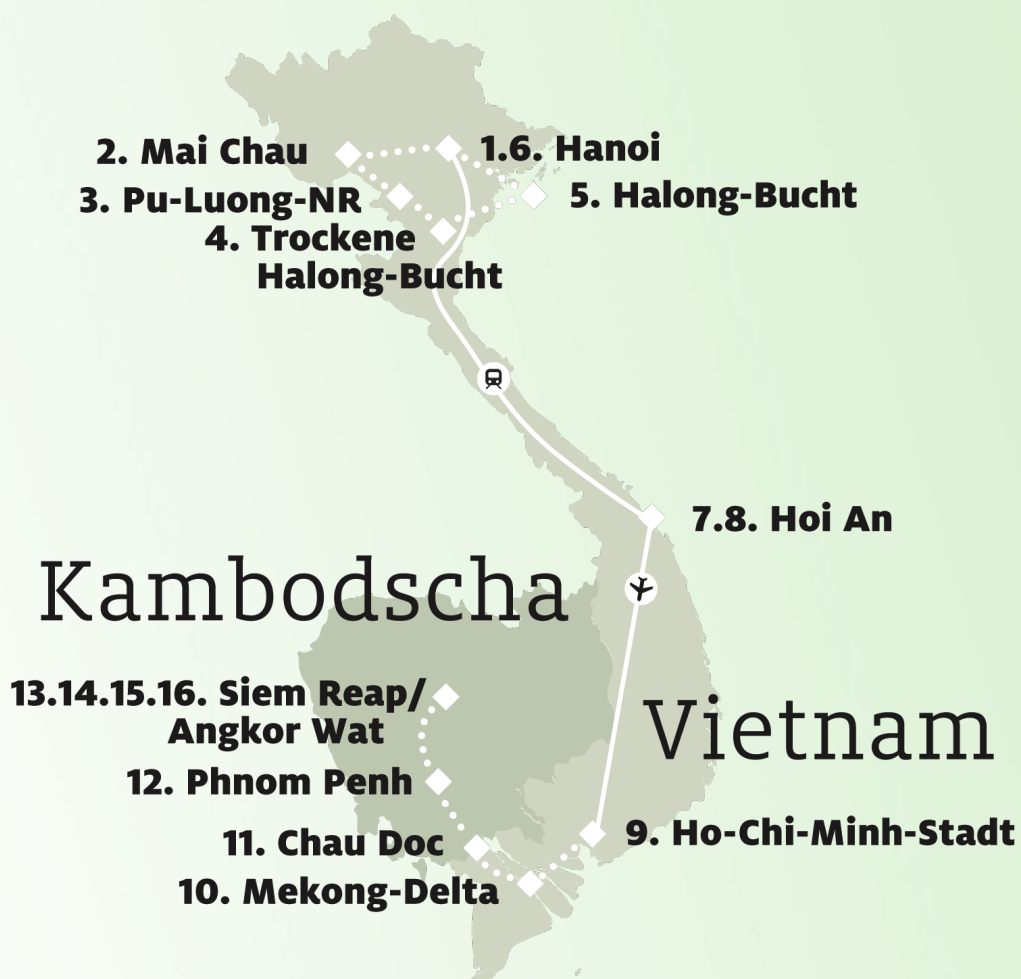 2. Mai Chau
1.6. Hanoi
3. Pu-Luong-NR
5. Halong-Bucht
4. Trockene
Halong-Bucht
7.8. Hoi An
Kambodscha
13.14.15.16. Siem Reap/
Angkor Wat
Vietnam
12. Phnom Penh
9. Ho-Chi-Minh-Stadt
11. Chau Doc
10. Mekong-Delta